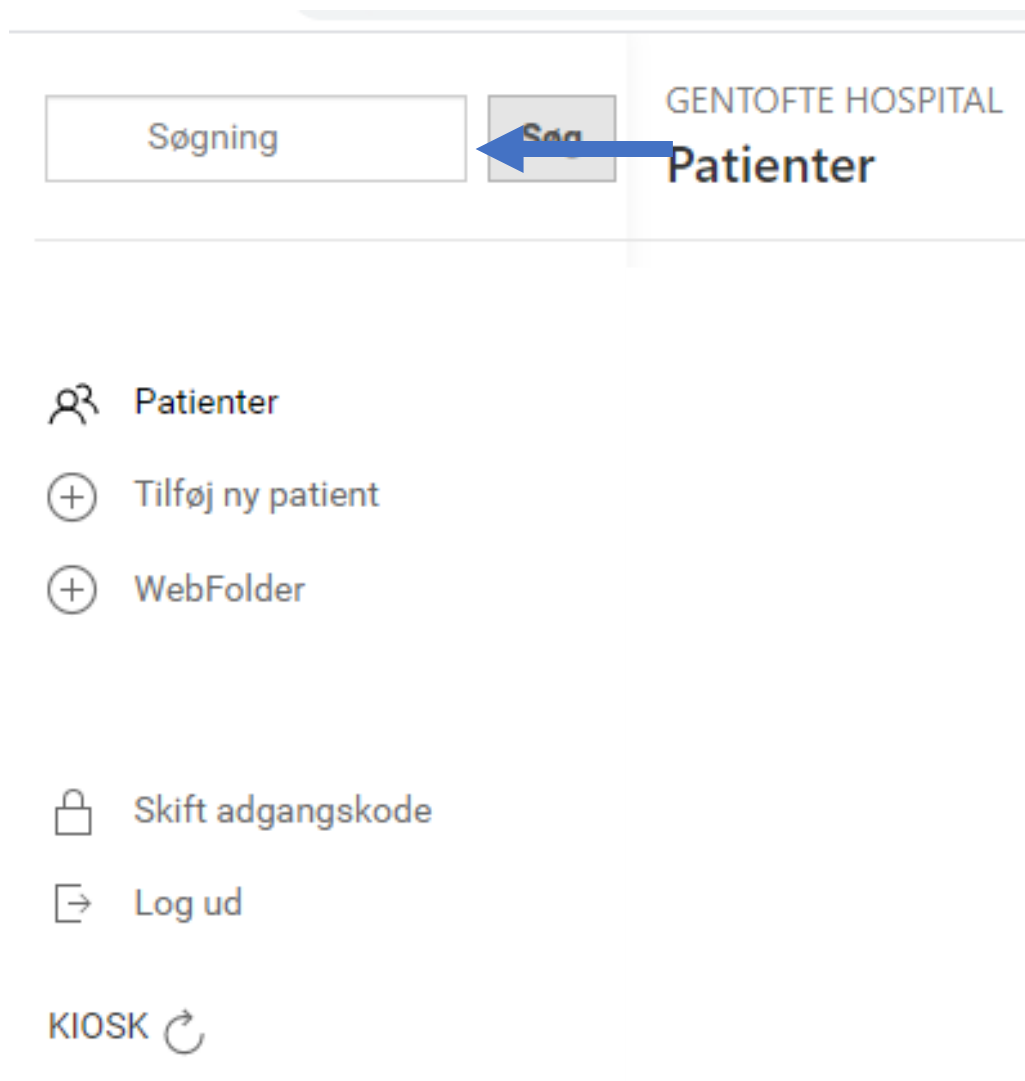 Søgning
Søg
GENTOFTE HOSPITAL
Patienter
Patienter
Tilføj ny patient
WebFolder
Skift adgangskode
Log ud
KIOSK